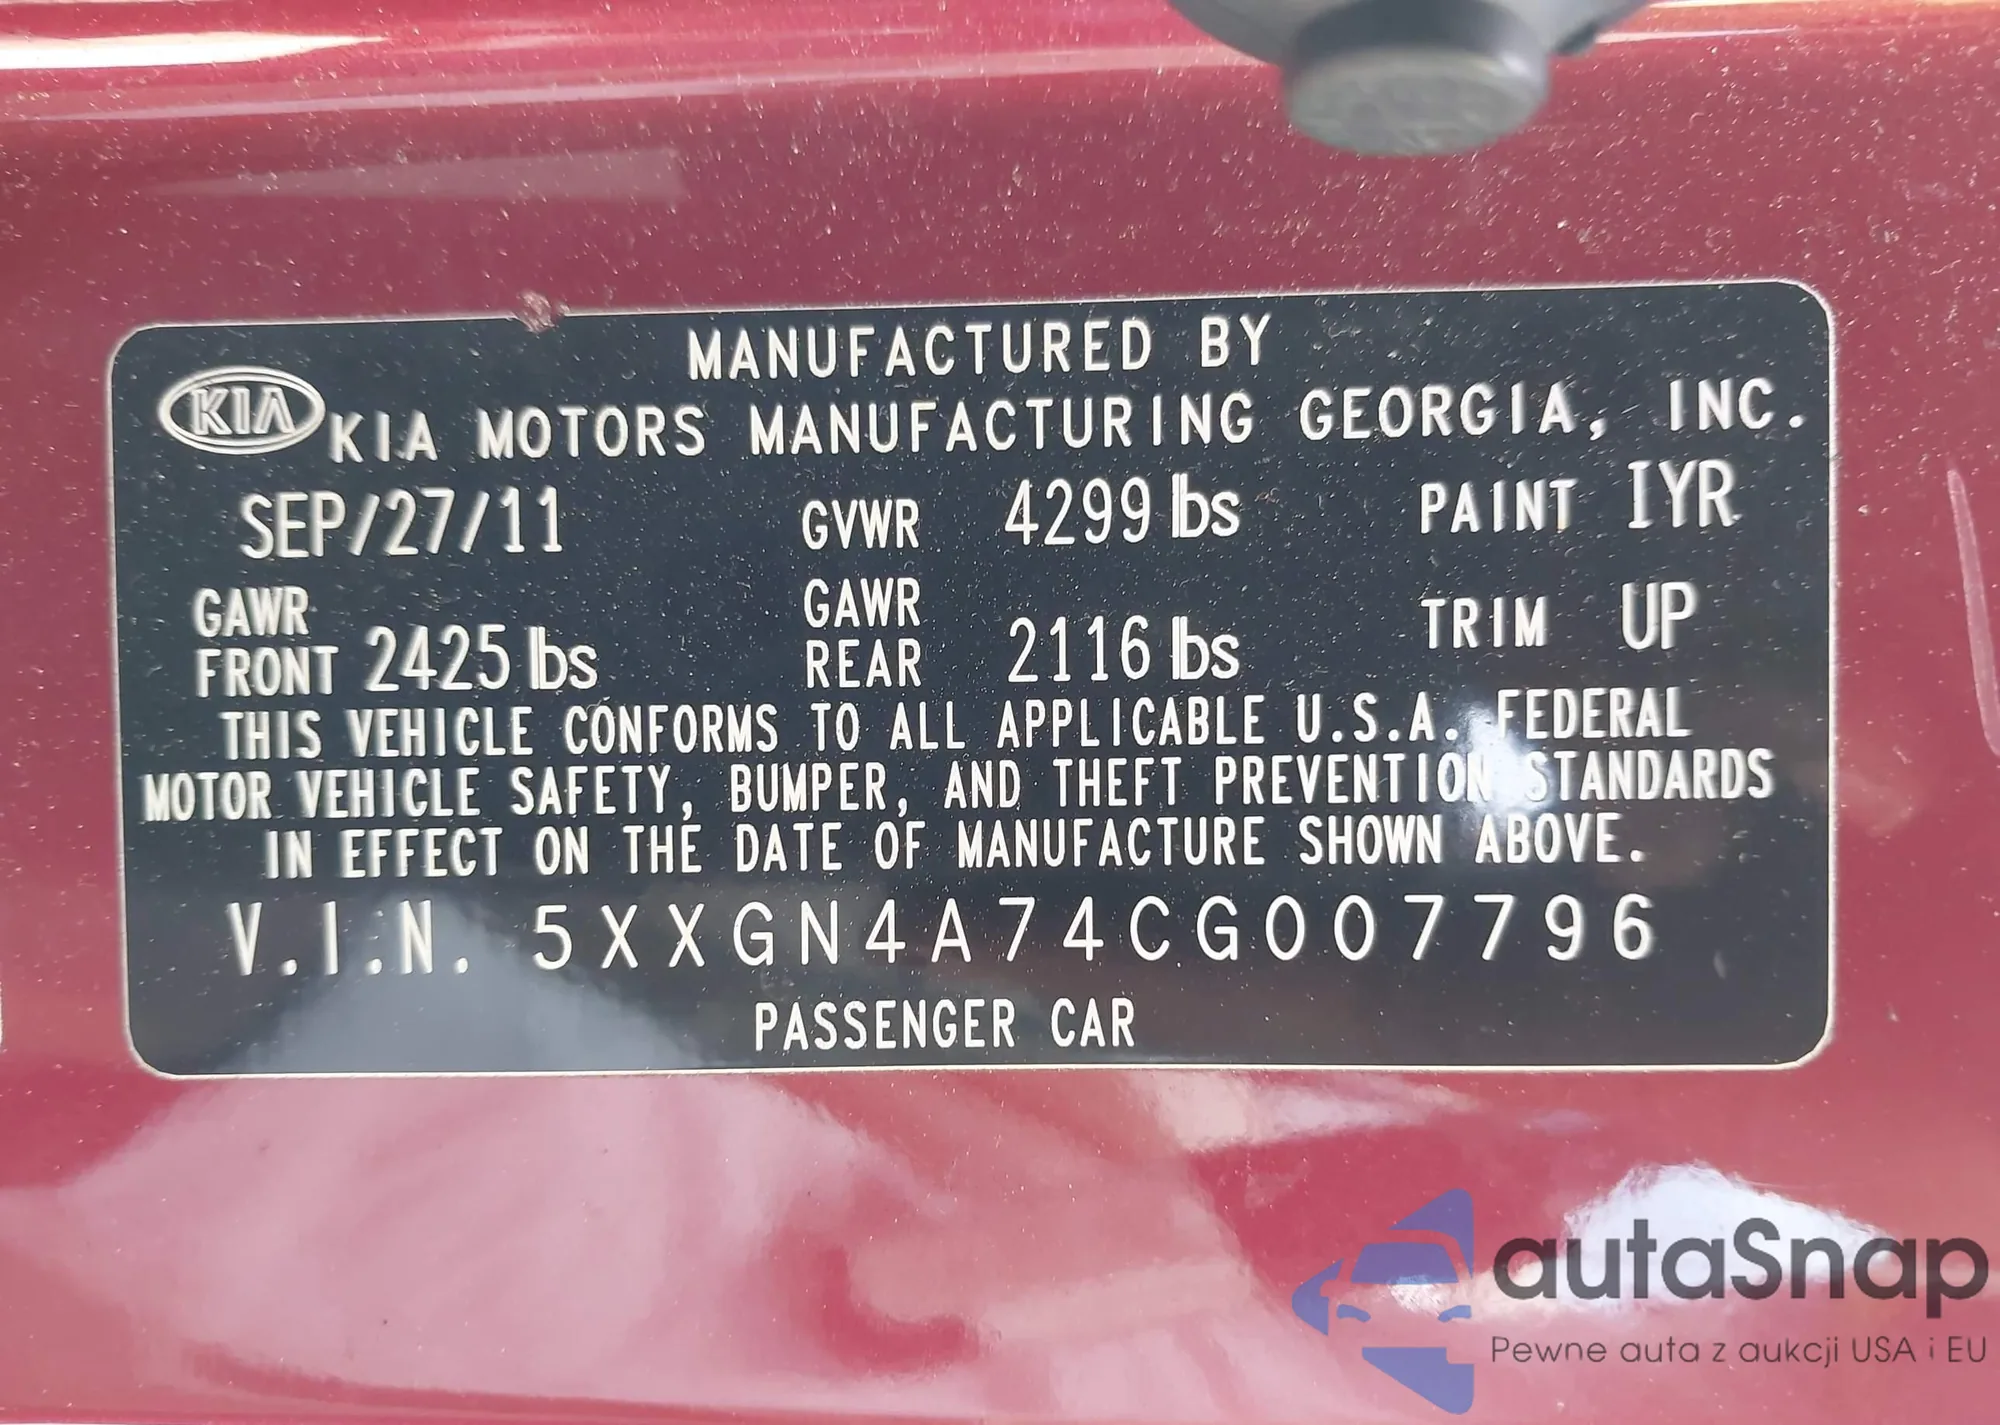 MANUFACTURED BY
KIA KIA MOTORS MANUFACTURING GEORGIA, INC.
SEP/27/11 GVWR 4299 lbs PAINT IYR
GAWR FRONT 2425 lbs GAWR REAR 2116 lbs TRIM UP
THIS VEHICLE CONFORMS TO ALL APPLICABLE U.S.A. FEDERAL
MOTOR VEHICLE SAFETY, BUMPER, AND THEFT PREVENTION STANDARDS
IN EFFECT ON THE DATE OF MANUFACTURE SHOWN ABOVE.
V.I.N. 5XXGN4A74CG007796
PASSENGER CAR
autaSnap
Pewne auta z aukcji USA i EU